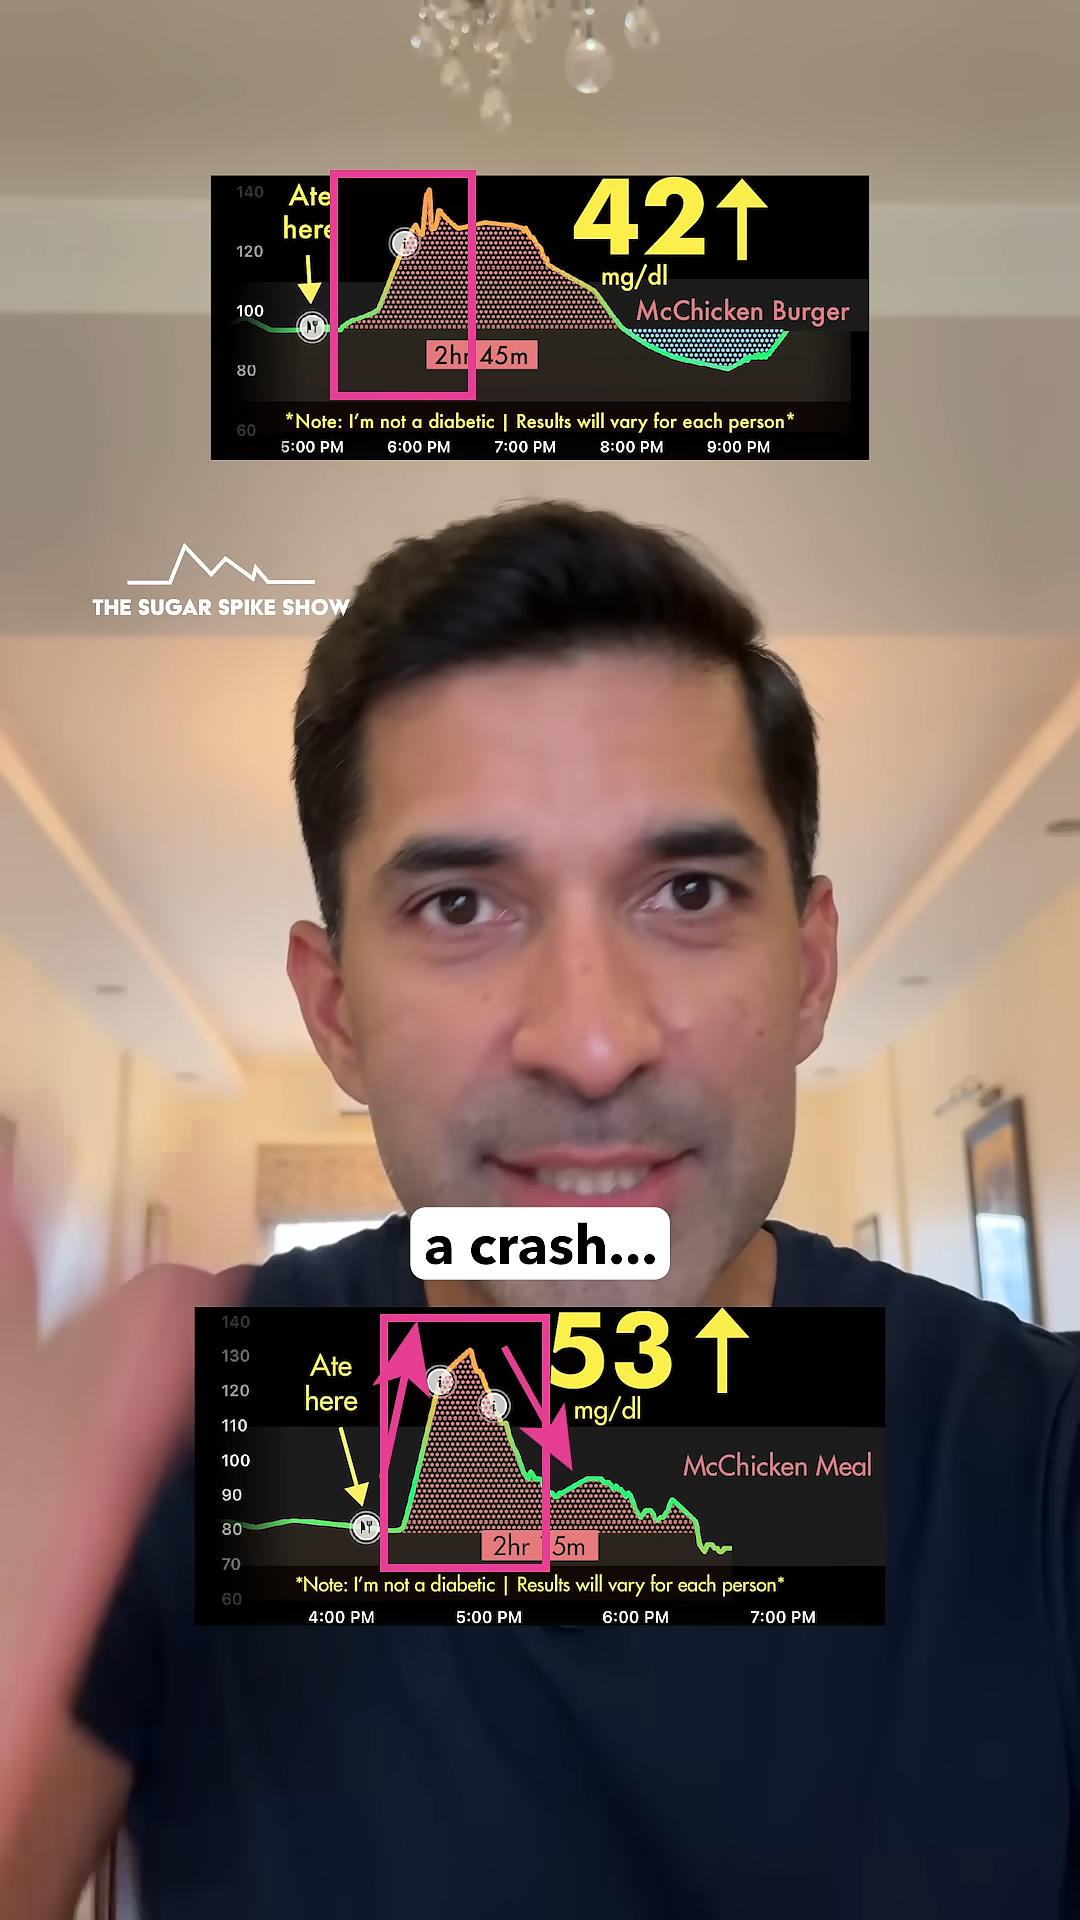 140
Ate
here
120
100
80
60
42↑
mg/dl
McChicken Burger
2hr 45m
*Note: I'm not a diabetic | Results will vary for each person*
5:00 PM 6:00 PM 7:00 PM 8:00 PM 9:00 PM
THE SUGAR SPIKE SHOW
a crash...
140
130
120
110
100
90
80
70
60
Ate
here
53↑
mg/dl
McChicken Meal
2hr 5m
*Note: I'm not a diabetic | Results will vary for each person*
4:00 PM 5:00 PM 6:00 PM 7:00 PM